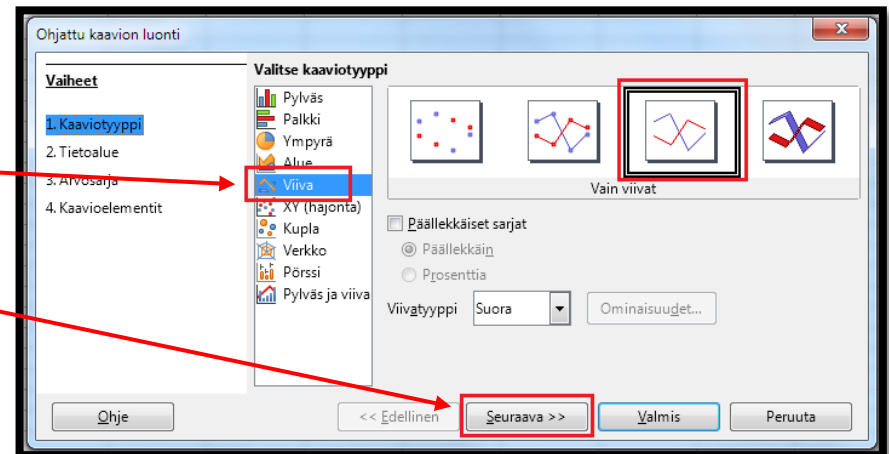 Ohjattu kaavion luonti
Vaiheet
1. Kaaviotyyppi
2. Tietoalue
3. Arvosarja
4. Kaavioelementit
Valitse kaaviotyyppi
Pylväs
Palkki
Ympyrä
Alue
Viiva
XY (hajonta)
Kupla
Verkko
Pörssi
Pylväs ja viiva
Vain viivat
Päällekkäiset sarjat
Päällekkäin
Prosenttia
Viivatyyppi Suora Ominaisuudet...
Ohje << Edellinen Seuraava >> Valmis Peruuta